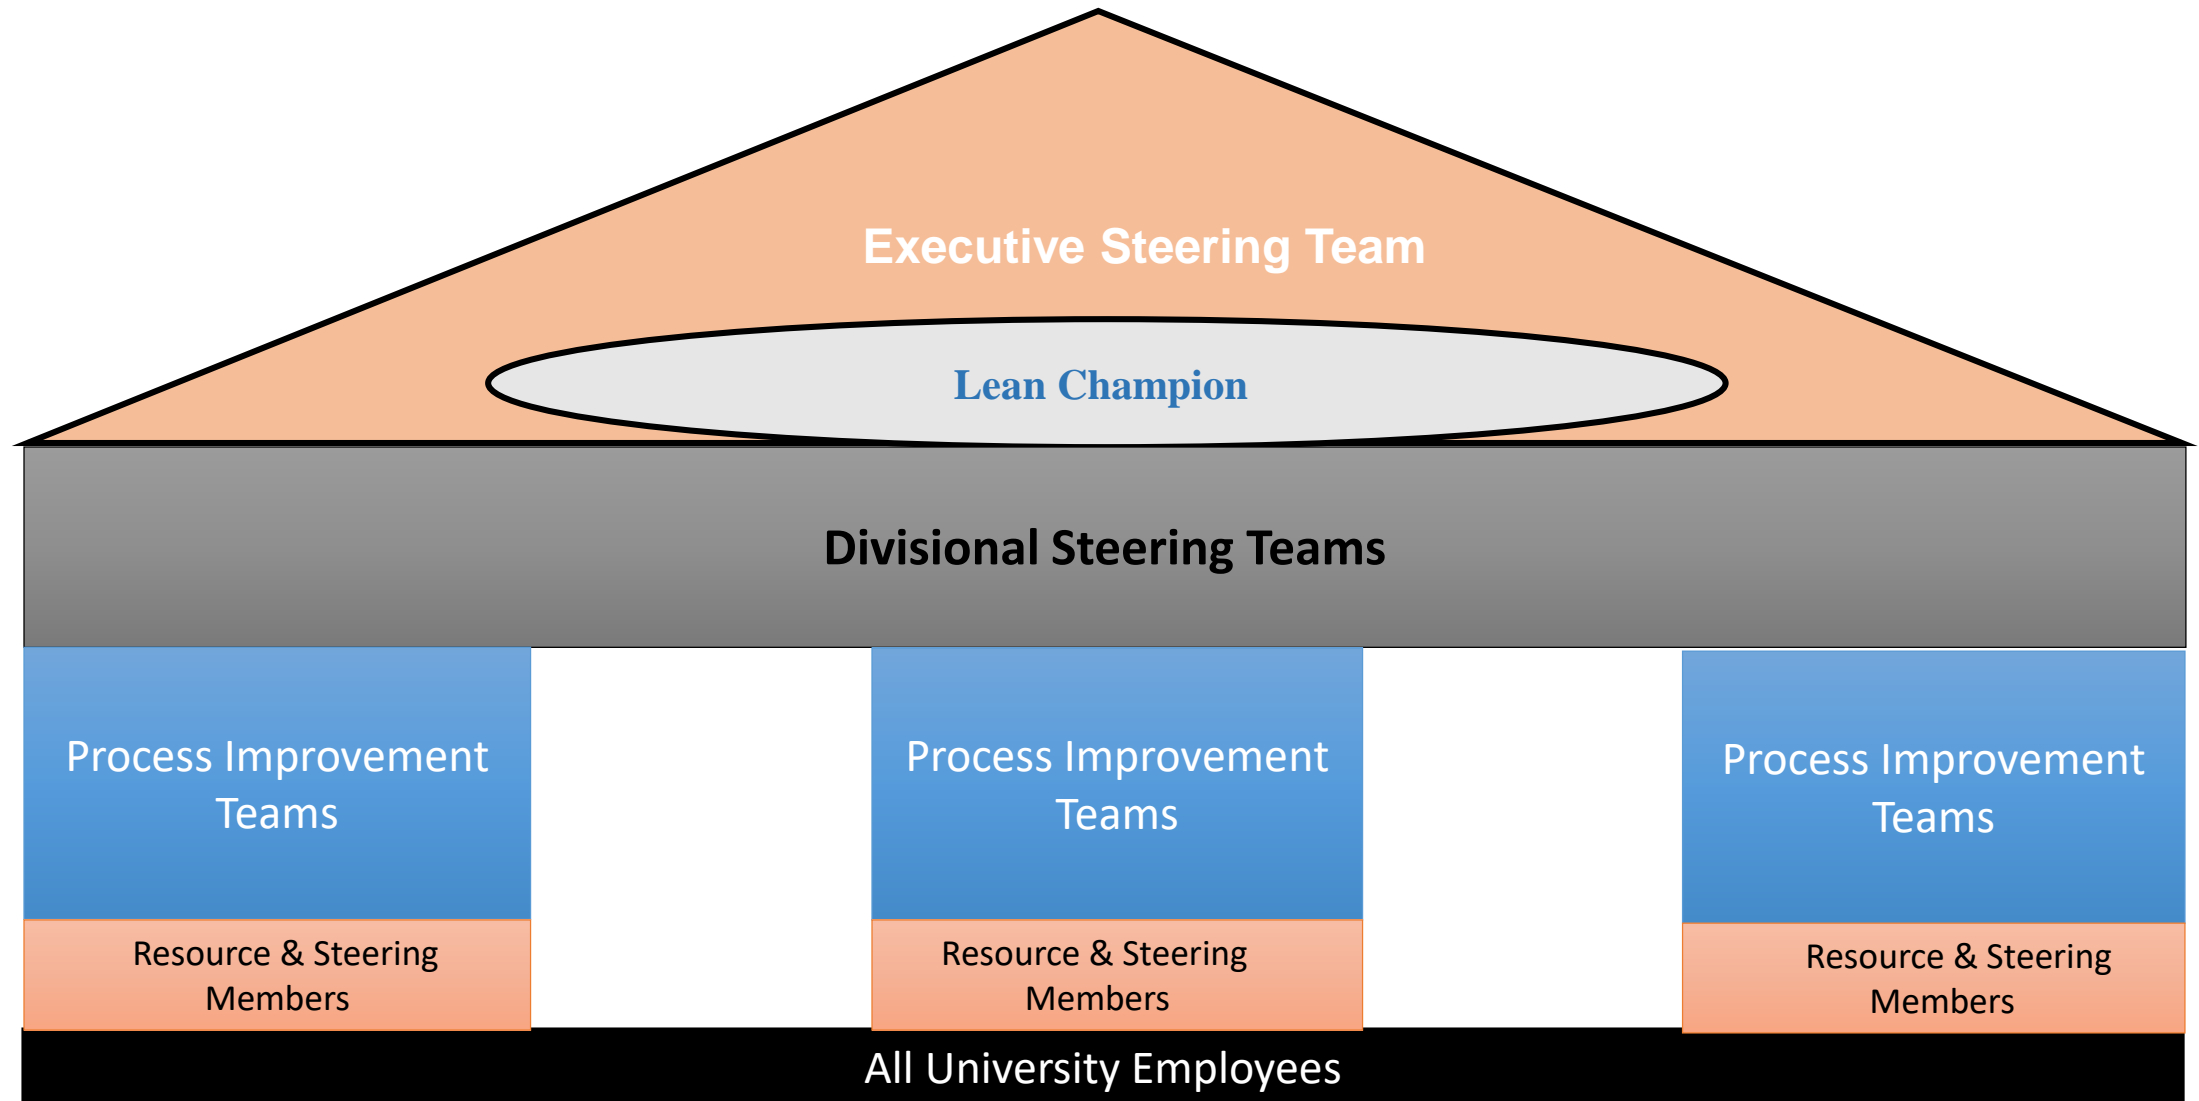 Executive Steering Team
Lean Champion
Divisional Steering Teams
Process Improvement
Teams
Process Improvement
Teams
Process Improvement
Teams
Resource & Steering
Members
Resource & Steering
Members
Resource & Steering
Members
All University Employees